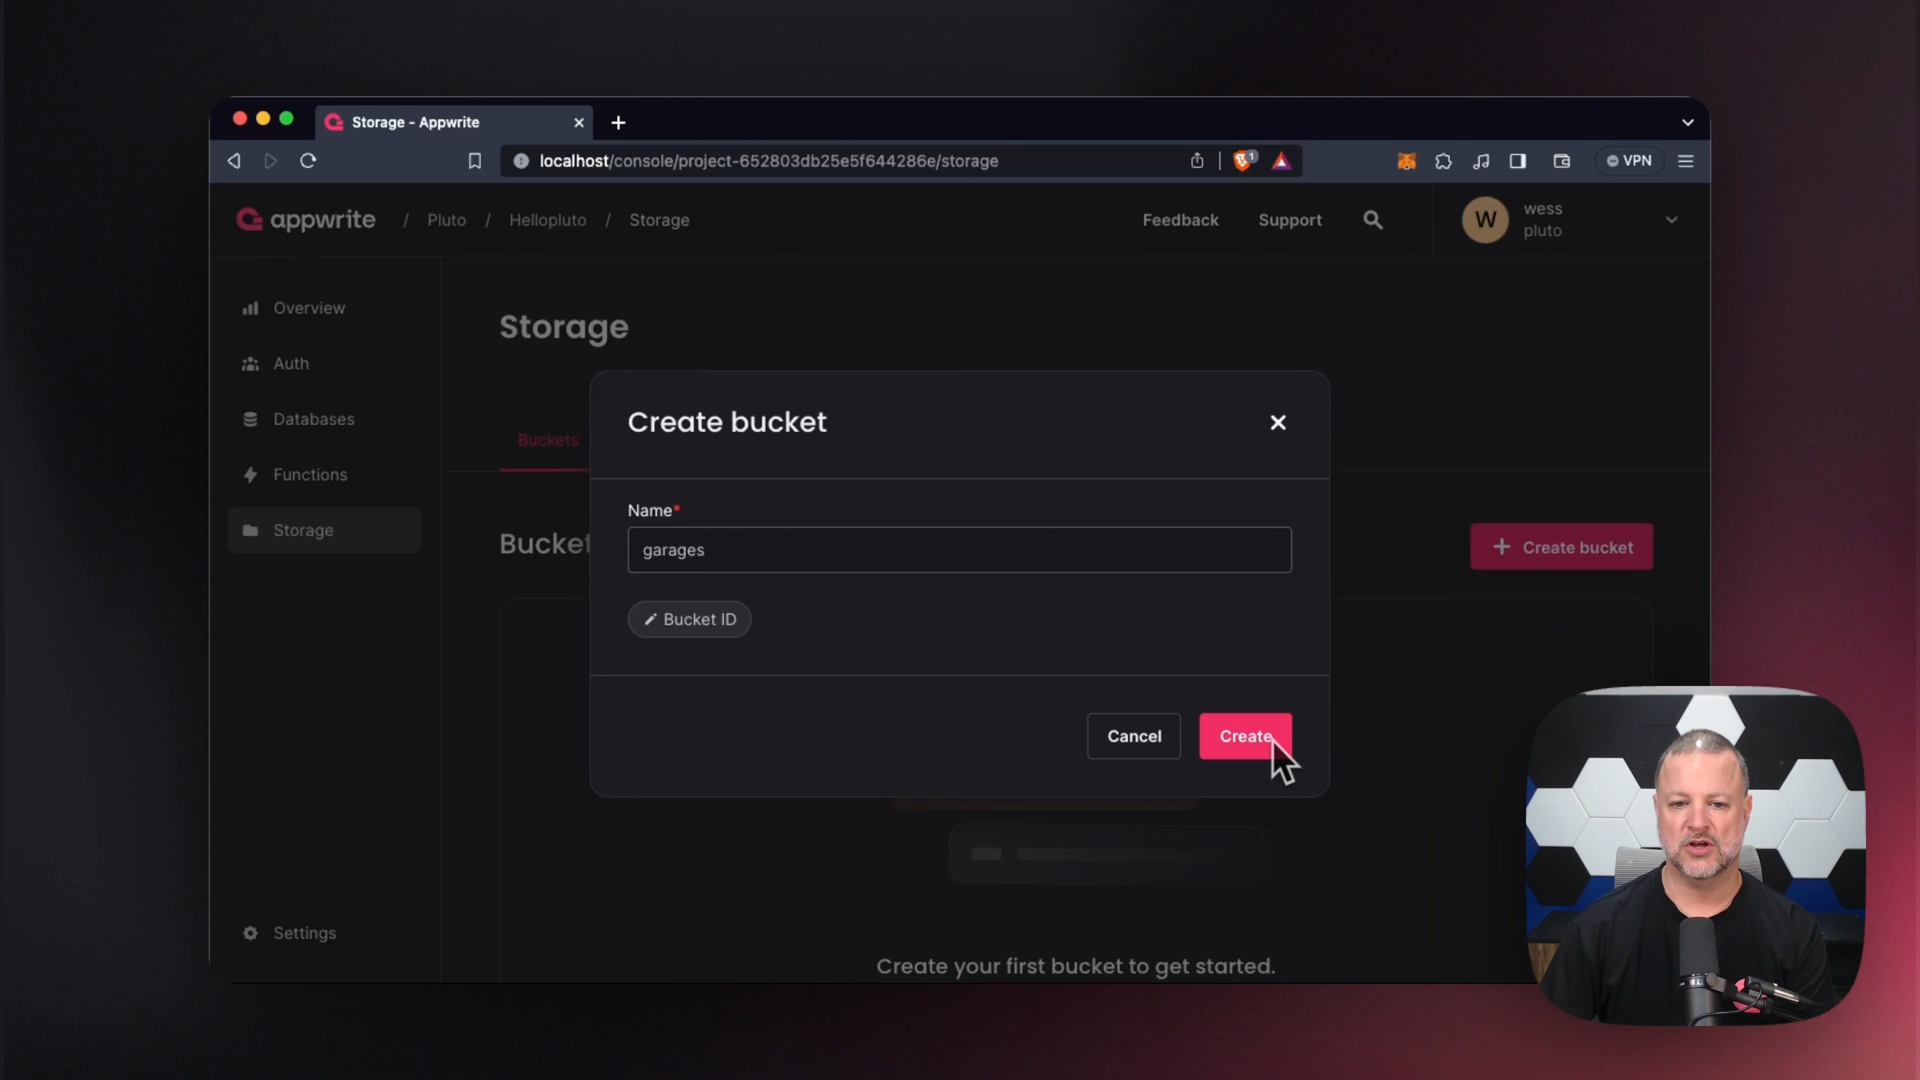 Storage - Appwrite
localhost/console/project-652803db25e5f644286e/storage
1
VPN
appwrite / Pluto / Hellopluto / Storage
Feedback
Support
W
wess
pluto
Overview
Auth
Databases
Functions
Storage
Settings
Storage
Buckets
Bucket
Create bucket
Create bucket
Name*
garages
Bucket ID
Cancel
Create
Create your first bucket to get started.